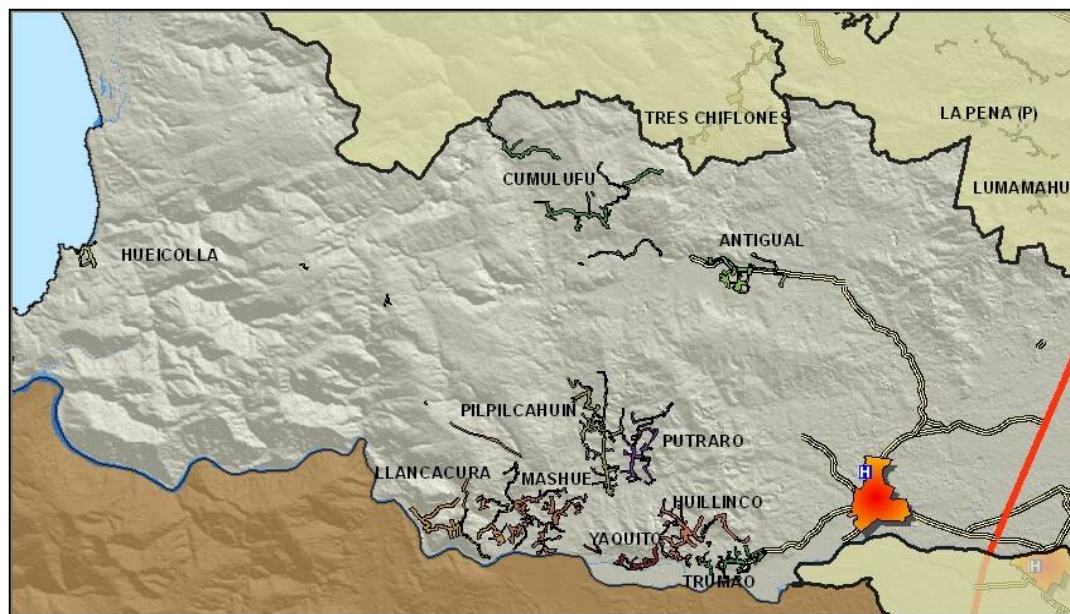 TRES CHIFLONES
LA PENA (P)
CUMULUFU
LUMAMAHU
HUEICOLLA
ANTIGUAL
PILPILCAHUIN
PUTRARO
LLANCACURA
MASHUE
H
HUILLINCO
YAQUITO
TRUMAO
H